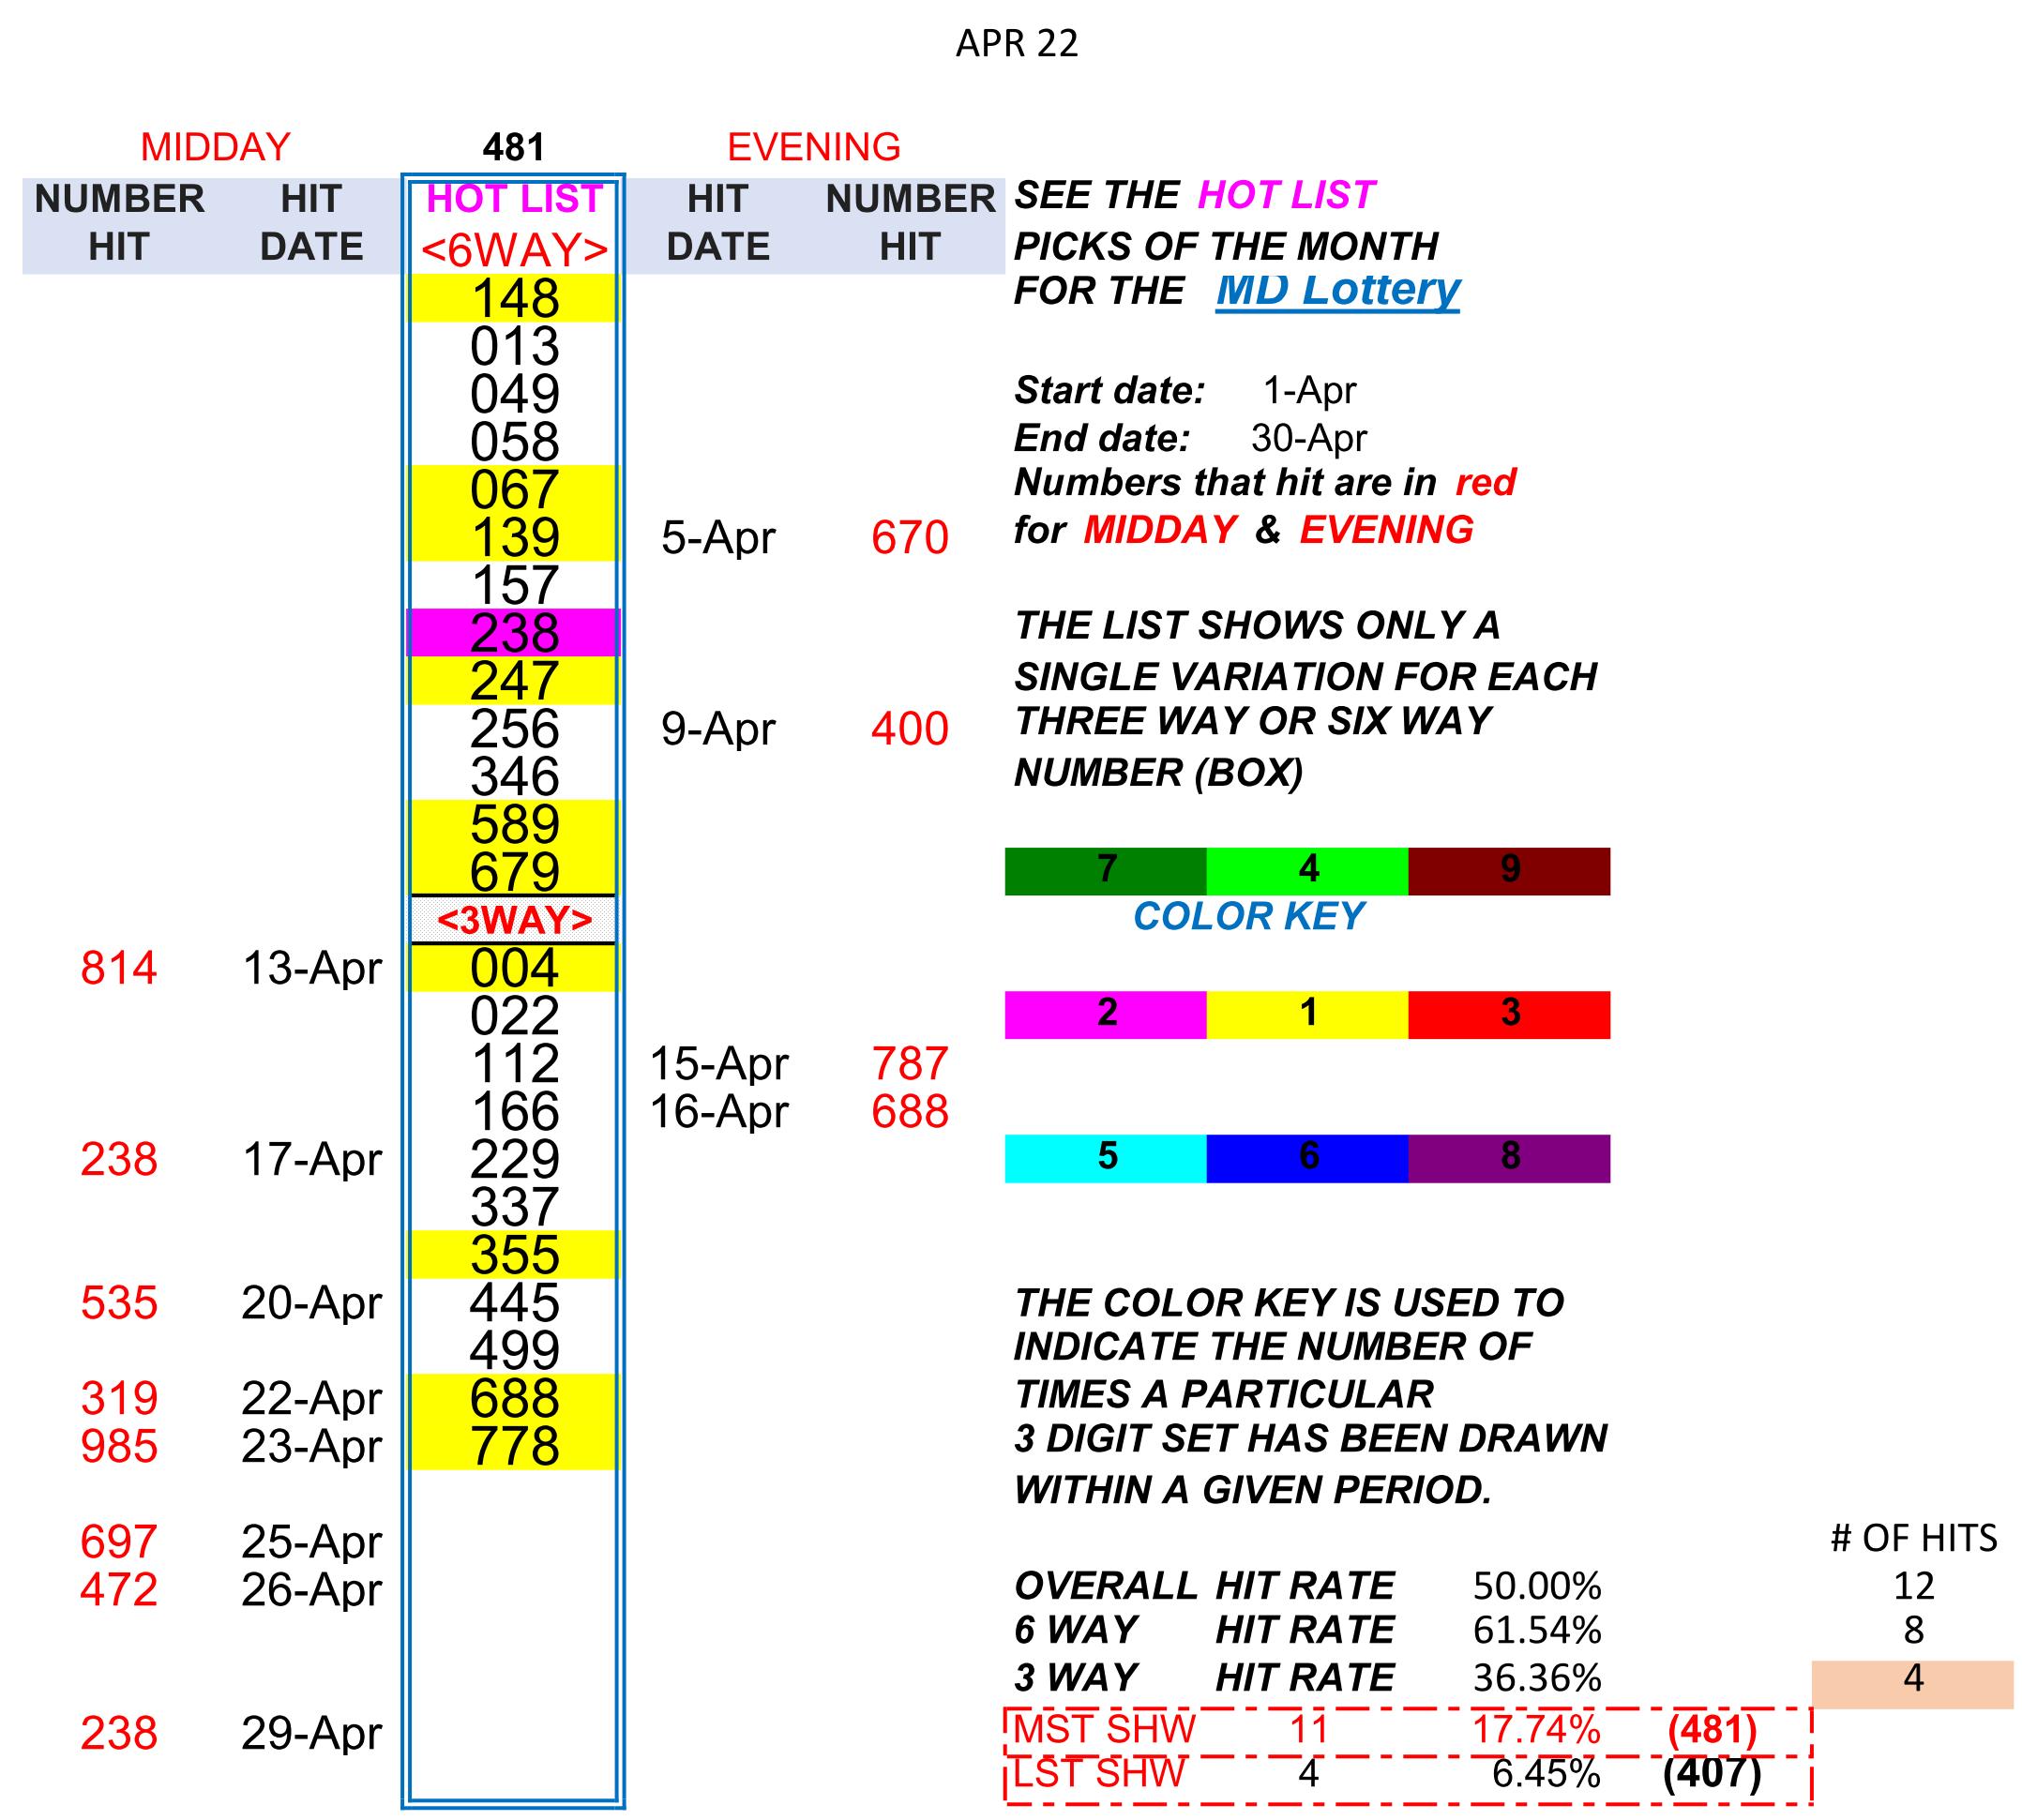 APR 22
MIDDAY 481 EVENING
NUMBER HIT HOT LIST HIT NUMBER SEE THE HOT LIST
HIT DATE <6WAY> DATE HIT PICKS OF THE MONTH
148 FOR THE MD Lottery
013
049 Start date: 1-Apr
058 End date: 30-Apr
067 Numbers that hit are in red
139 5-Apr 670 for MIDDAY & EVENING
157
238 THE LIST SHOWS ONLY A
247 SINGLE VARIATION FOR EACH
256 9-Apr 400 THREE WAY OR SIX WAY
346 NUMBER (BOX)
589
679 7 4 9
<3WAY> COLOR KEY
814 13-Apr 004
022 2 1 3
112 15-Apr 787
166 16-Apr 688
238 17-Apr 229 5 6 8
337
355
535 20-Apr 445 THE COLOR KEY IS USED TO
499 INDICATE THE NUMBER OF
319 22-Apr 688 TIMES A PARTICULAR
985 23-Apr 778 3 DIGIT SET HAS BEEN DRAWN
WITHIN A GIVEN PERIOD.
697 25-Apr # OF HITS
472 26-Apr OVERALL HIT RATE 50.00% 12
6 WAY HIT RATE 61.54% 8
3 WAY HIT RATE 36.36% 4
238 29-Apr MST SHW 11 17.74% (481)
LST SHW 4 6.45% (407)